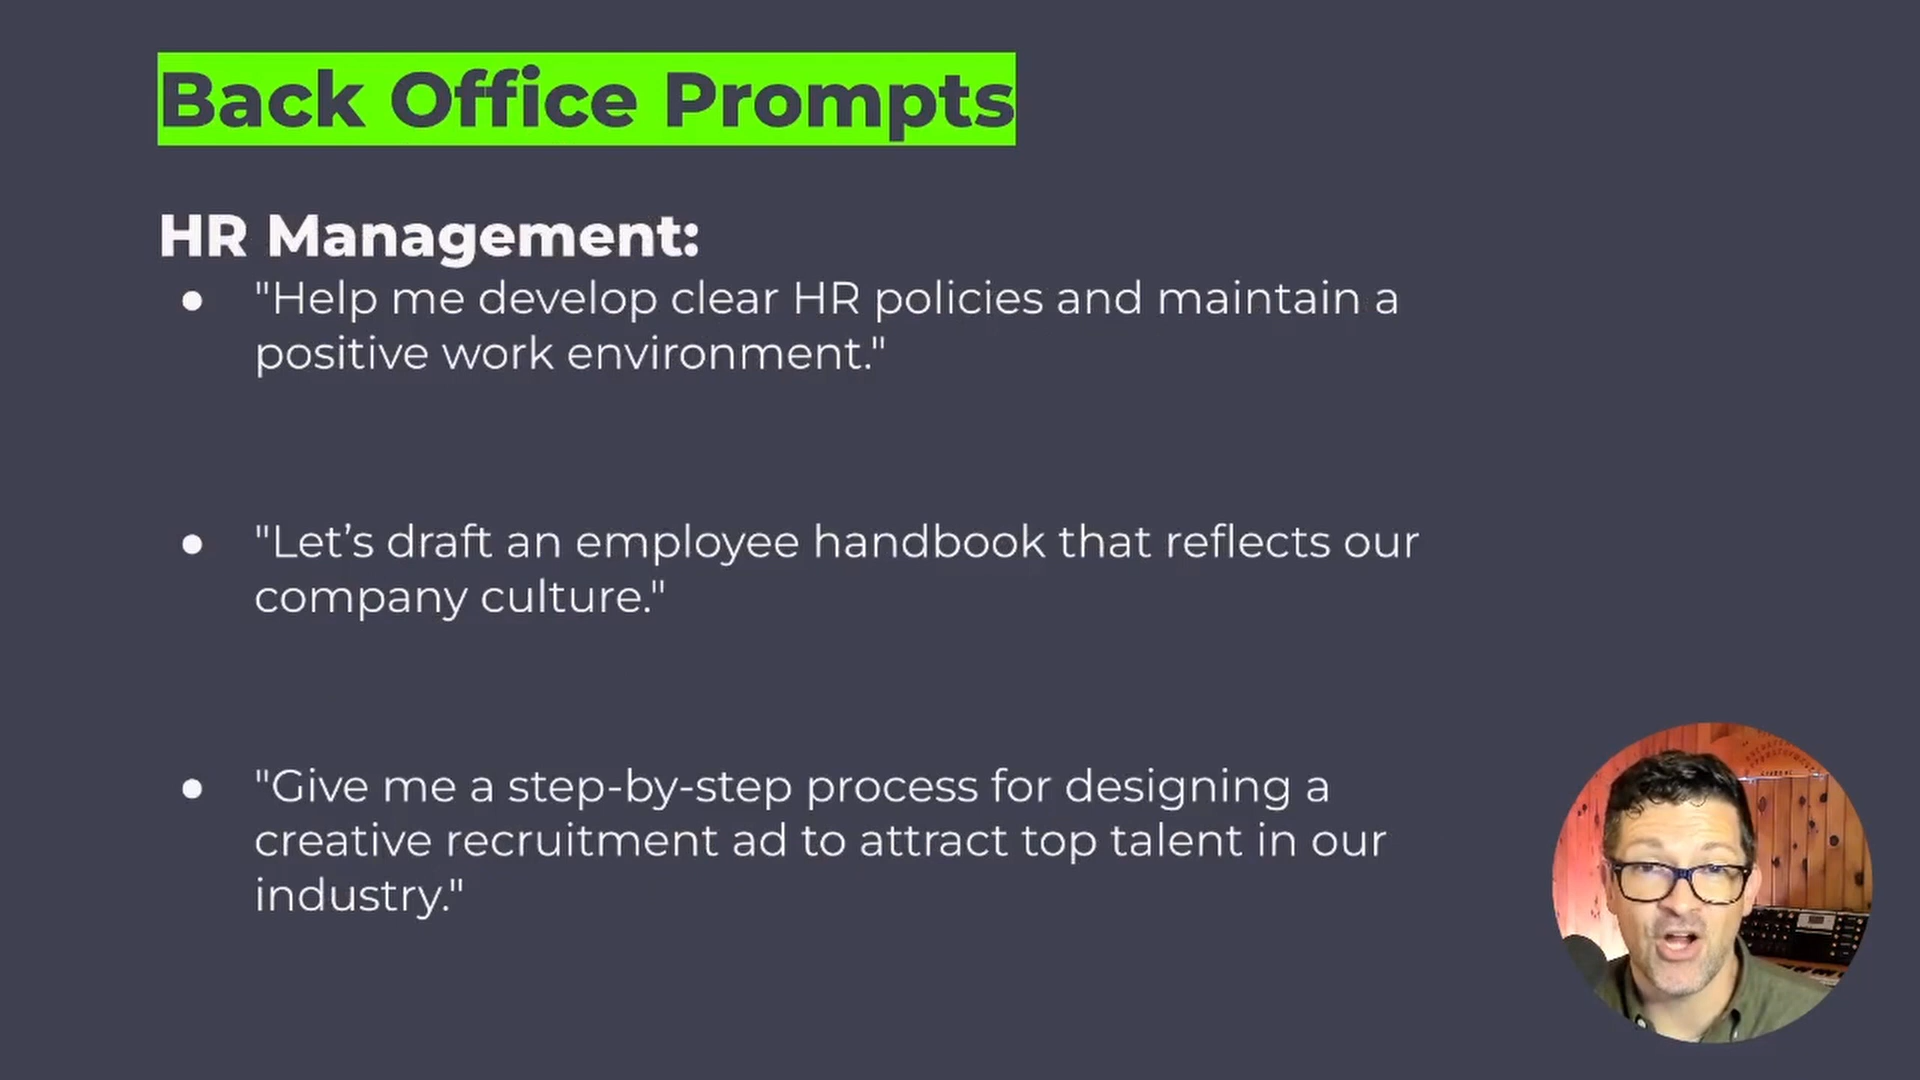 Back Office Prompts
HR Management:
● "Help me develop clear HR policies and maintain a
positive work environment."
● "Let’s draft an employee handbook that reflects our
company culture."
● "Give me a step-by-step process for designing a
creative recruitment ad to attract top talent in our
industry."